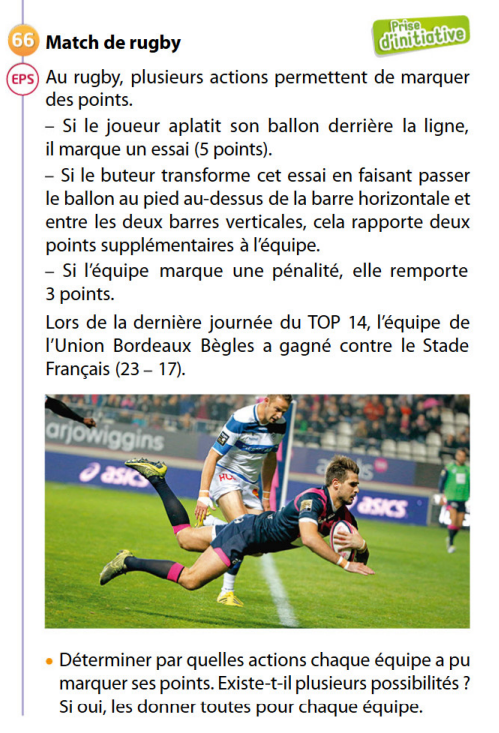 66 Match de rugby
Prise
d'initiative
EPS Au rugby, plusieurs actions permettent de marquer
des points.
– Si le joueur aplatit son ballon derrière la ligne,
il marque un essai (5 points).
– Si le buteur transforme cet essai en faisant passer
le ballon au pied au-dessus de la barre horizontale et
entre les deux barres verticales, cela rapporte deux
points supplémentaires à l'équipe.
– Si l'équipe marque une pénalité, elle remporte
3 points.
Lors de la dernière journée du TOP 14, l'équipe de
l'Union Bordeaux Bègles a gagné contre le Stade
Français (23 – 17).
arjowiggins
asics
asics
asics
• Déterminer par quelles actions chaque équipe a pu
marquer ses points. Existe-t-il plusieurs possibilités ?
Si oui, les donner toutes pour chaque équipe.